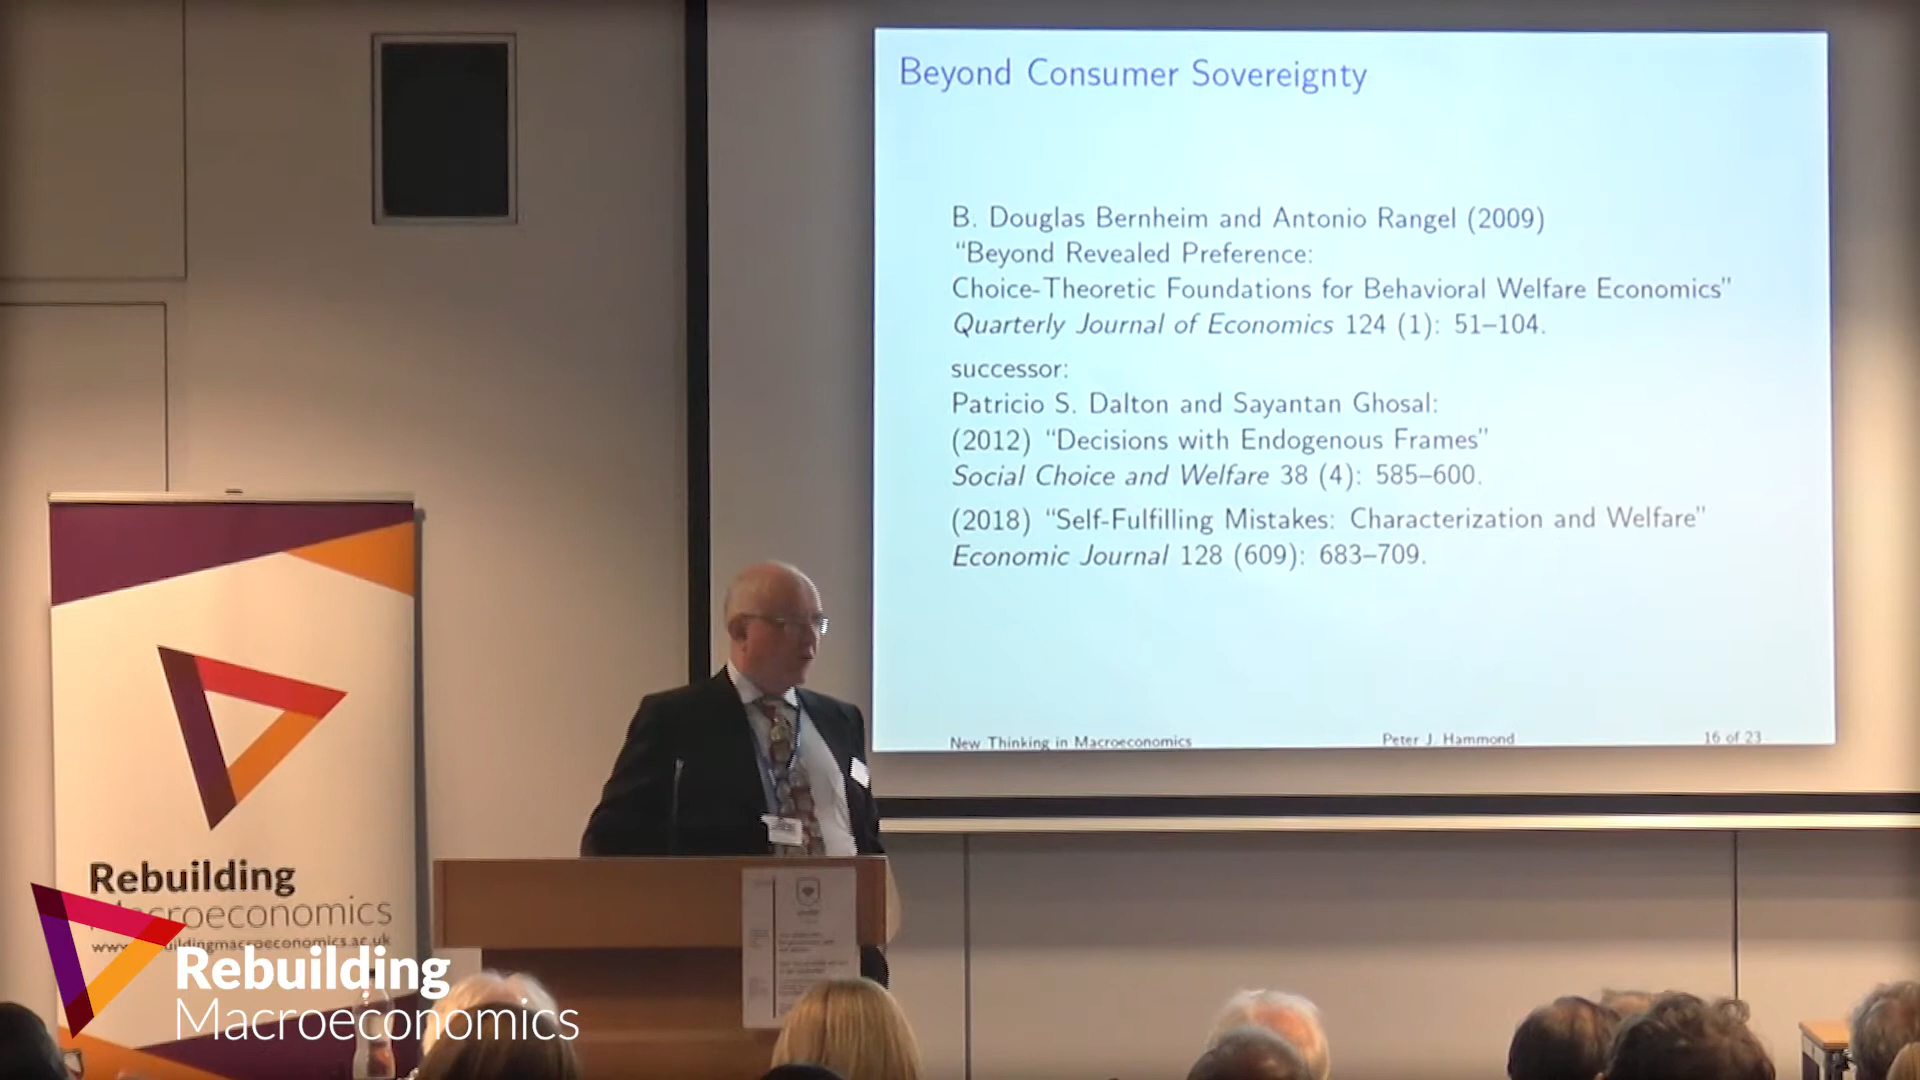 Beyond Consumer Sovereignty
B. Douglas Bernheim and Antonio Rangel (2009)
“Beyond Revealed Preference:
Choice-Theoretic Foundations for Behavioral Welfare Economics”
Quarterly Journal of Economics 124 (1): 51–104.
successor:
Patricio S. Dalton and Sayantan Ghosal:
(2012) “Decisions with Endogenous Frames”
Social Choice and Welfare 38 (4): 585–600.
(2018) “Self-Fulfilling Mistakes: Characterization and Welfare”
Economic Journal 128 (609): 683–709.
New Thinking in Macroeconomics Peter J. Hammond 16 of 23
Rebuilding
Macroeconomics
Rebuilding
Macroeconomics